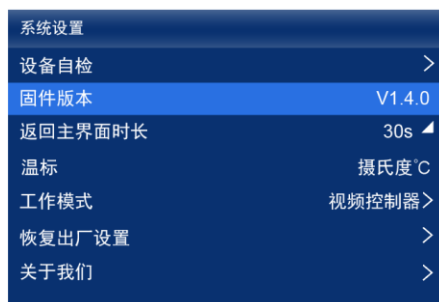 系统设置
设备自检 >
固件版本 V1.4.0
返回主界面时长 30s
温标 摄氏度℃
工作模式 视频控制器>
恢复出厂设置 >
关于我们 >